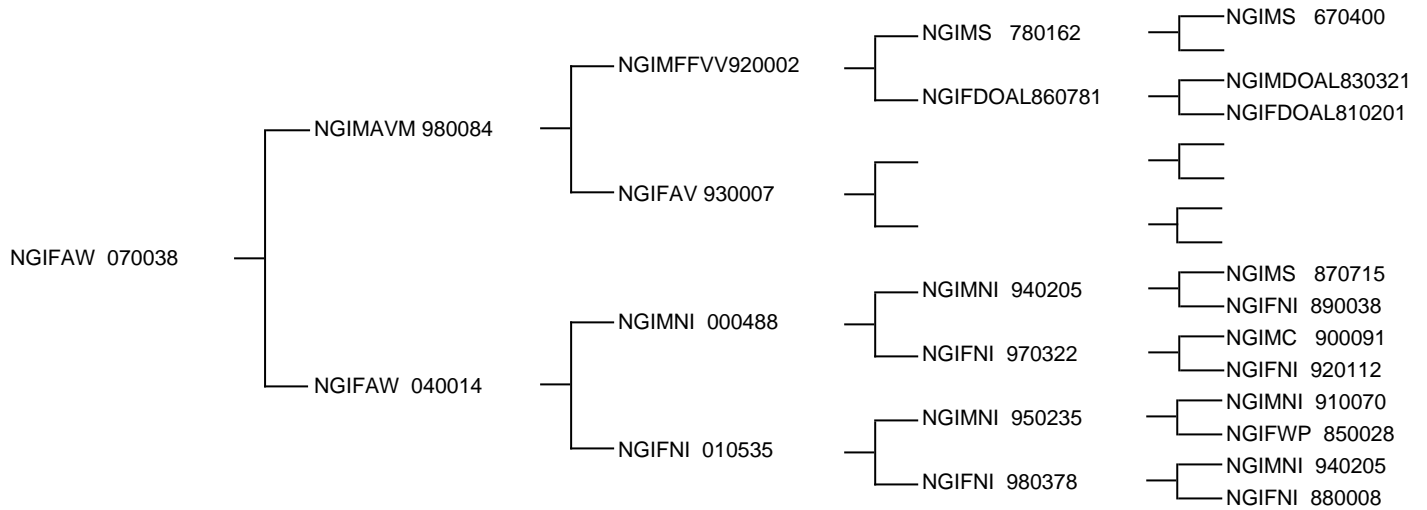 NGIMS 670400
NGIMS 780162
NGIMFFVV920002
NGIMDOAL830321
NGIFDOAL860781
NGIFDOAL810201
NGIMAVM 980084
NGIFAV 930007
NGIFAW 070038
NGIMS 870715
NGIMNI 940205
NGIFNI 890038
NGIMNI 000488
NGIMC 900091
NGIFNI 970322
NGIFNI 920112
NGIFAW 040014
NGIMNI 910070
NGIMNI 950235
NGIFWP 850028
NGIFNI 010535
NGIMNI 940205
NGIFNI 980378
NGIFNI 880008